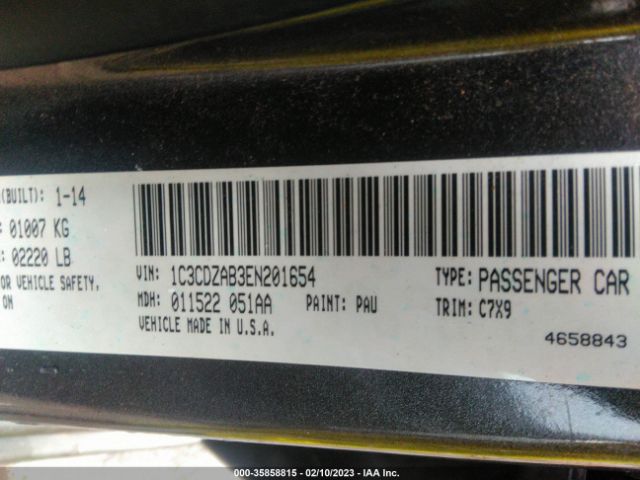 (BUILT): 1-14
: 01007 KG
: 02220 LB
OR VEHICLE SAFETY,
ON
VIN: 1C3CDZAB3EN201654
TYPE: PASSENGER CAR
MDH: 011522 051AA PAINT: PAU
TRIM: C7X9
VEHICLE MADE IN U.S.A.
4658843
000-35858815 - 02/10/2023 - IAA Inc.